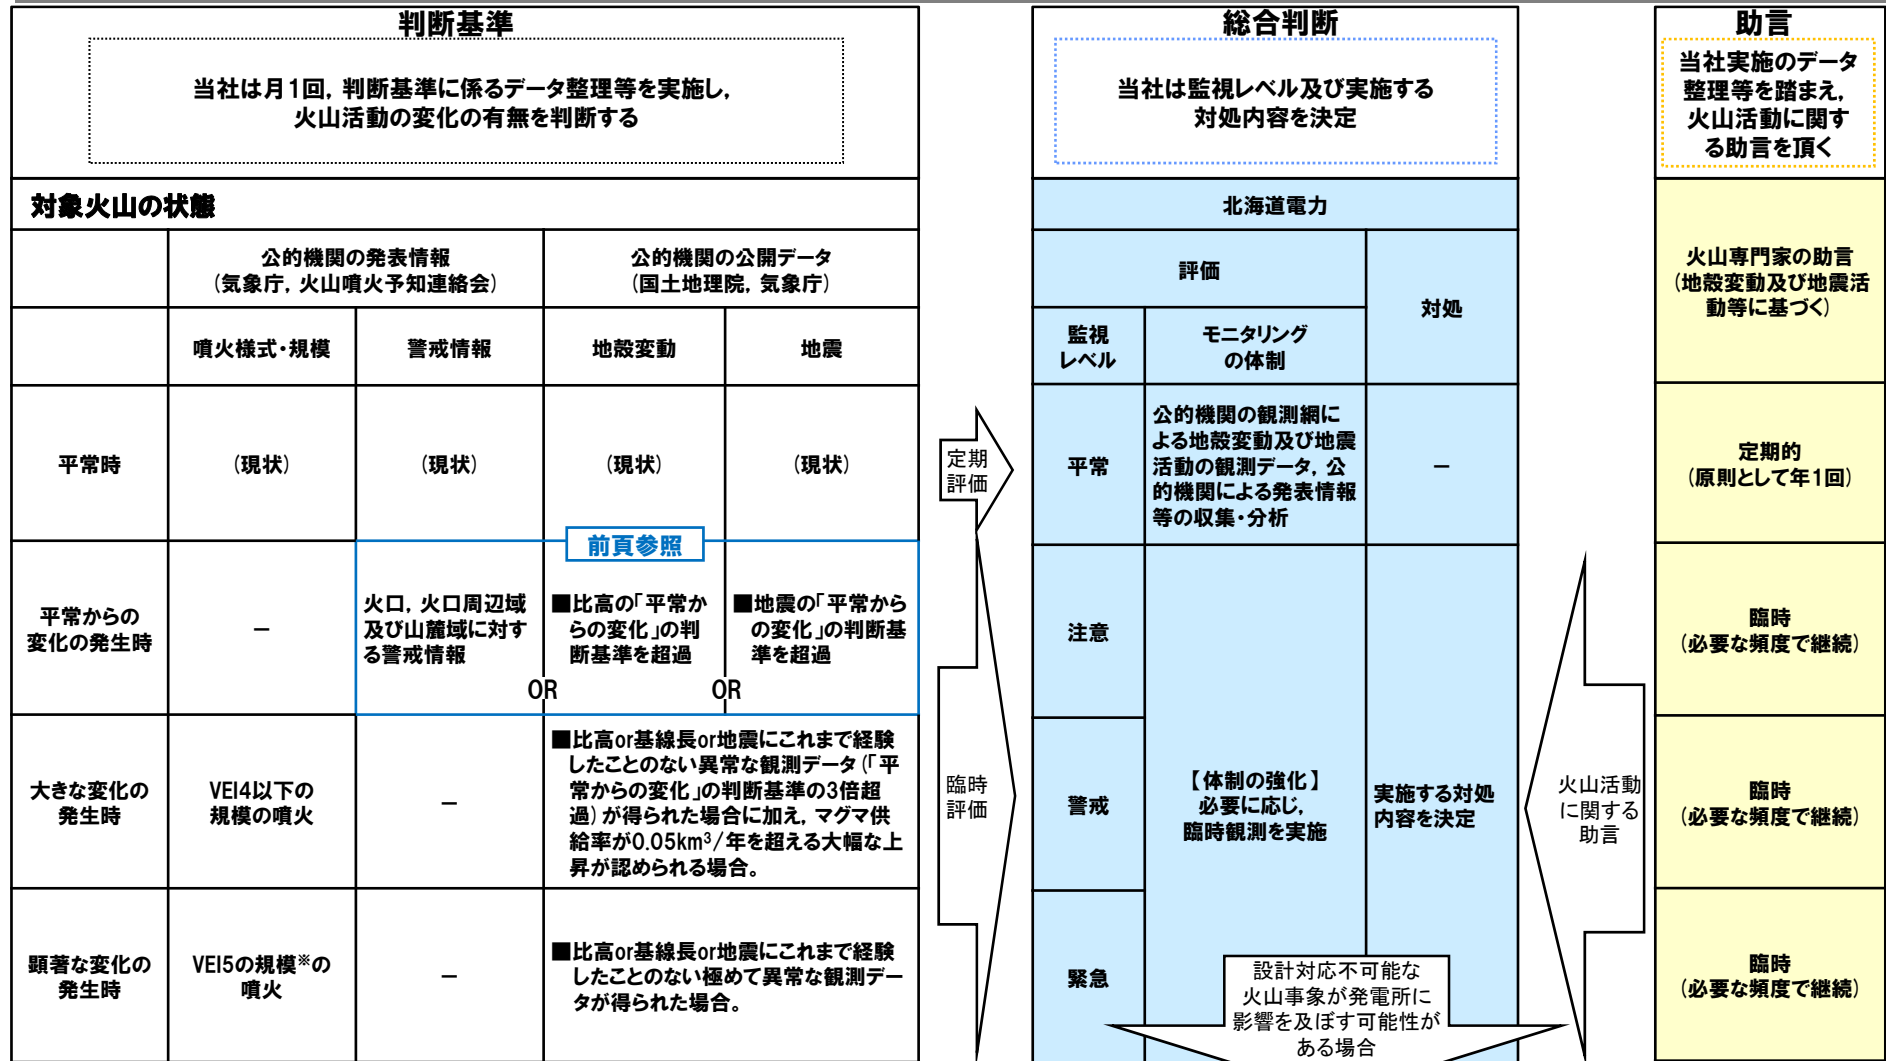 判断基準
当社は月1回，判断基準に係るデータ整理等を実施し，
火山活動の変化の有無を判断する
対象火山の状態
公的機関の発表情報
(気象庁，火山噴火予知連絡会)
公的機関の公開データ
(国土地理院，気象庁)
噴火様式・規模
警戒情報
地殻変動
地震
平常時
(現状)
(現状)
(現状)
(現状)
前頁参照
平常からの
変化の発生時
－
火口，火口周辺域
及び山麓域に対す
る警戒情報
OR
■比高の「平常か
らの変化」の判
断基準を超過
OR
■地震の「平常から
の変化」の判断基
準を超過
大きな変化の
発生時
VEI4以下の
規模の噴火
－
■比高or基線長or地震にこれまで経験
したことのない異常な観測データ(「平
常からの変化」の判断基準の3倍超
過)が得られた場合に加え，マグマ供
給率が0.05km³/年を超える大幅な上
昇が認められる場合。
顕著な変化の
発生時
VEI5の規模※の
噴火
－
■比高or基線長or地震にこれまで経験
したことのない極めて異常な観測デー
タが得られた場合。
定期
評価
臨時
評価
総合判断
当社は監視レベル及び実施する
対処内容を決定
北海道電力
評価
対処
監視
レベル
モニタリング
の体制
平常
公的機関の観測網に
よる地殻変動及び地震
活動の観測データ，公
的機関による発表情報
等の収集・分析
－
注意
警戒
【体制の強化】
必要に応じ，
臨時観測を実施
実施する対処
内容を決定
緊急
設計対応不可能な
火山事象が発電所に
影響を及ぼす可能性が
ある場合
火山活動
に関する
助言
助言
当社実施のデータ
整理等を踏まえ，
火山活動に関す
る助言を頂く
火山専門家の助言
(地殻変動及び地震活
動等に基づく)
定期的
(原則として年1回)
臨時
(必要な頻度で継続)
臨時
(必要な頻度で継続)
臨時
(必要な頻度で継続)